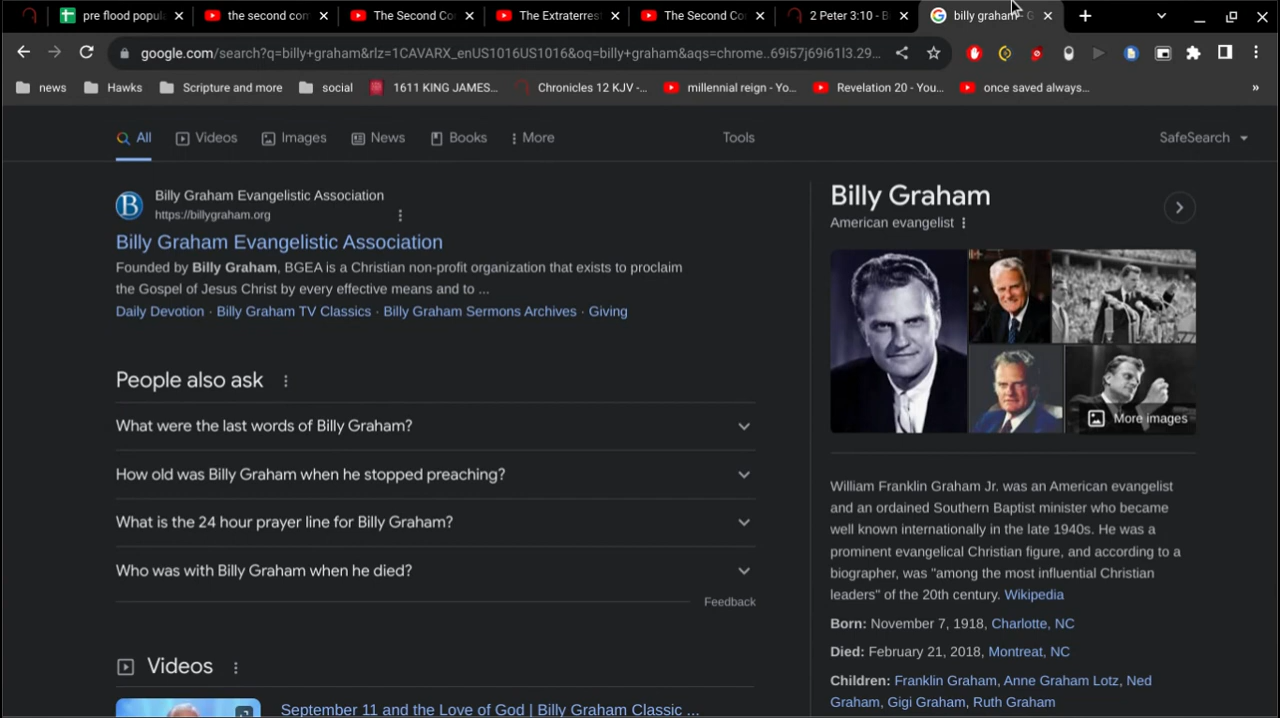 pre flood popul
the second con
The Second Co
The Extraterres
The Second Co
2 Peter 3:10 - B
billy graham - G
google.com/search?q=billy+graham&rlz=1CAVARX_enUS1016US1016&oq=billy+graham&aqs=chrome..69i57j69i61l3.29...
news
Hawks
Scripture and more
social
1611 KING JAMES...
Chronicles 12 KJV -...
millennial reign - Yo...
Revelation 20 - You...
once saved always...
»
All
Videos
Images
News
Books
More
Tools
SafeSearch
Billy Graham Evangelistic Association
https://billygraham.org
Billy Graham Evangelistic Association
Founded by Billy Graham, BGEA is a Christian non-profit organization that exists to proclaim
the Gospel of Jesus Christ by every effective means and to ...
Daily Devotion · Billy Graham TV Classics · Billy Graham Sermons Archives · Giving
People also ask
What were the last words of Billy Graham?
How old was Billy Graham when he stopped preaching?
What is the 24 hour prayer line for Billy Graham?
Who was with Billy Graham when he died?
Feedback
Videos
September 11 and the Love of God | Billy Graham Classic ...
Billy Graham
American evangelist
More images
William Franklin Graham Jr. was an American evangelist
and an ordained Southern Baptist minister who became
well known internationally in the late 1940s. He was a
prominent evangelical Christian figure, and according to a
biographer, was "among the most influential Christian
leaders" of the 20th century. Wikipedia
Born: November 7, 1918, Charlotte, NC
Died: February 21, 2018, Montreat, NC
Children: Franklin Graham, Anne Graham Lotz, Ned
Graham, Gigi Graham, Ruth Graham